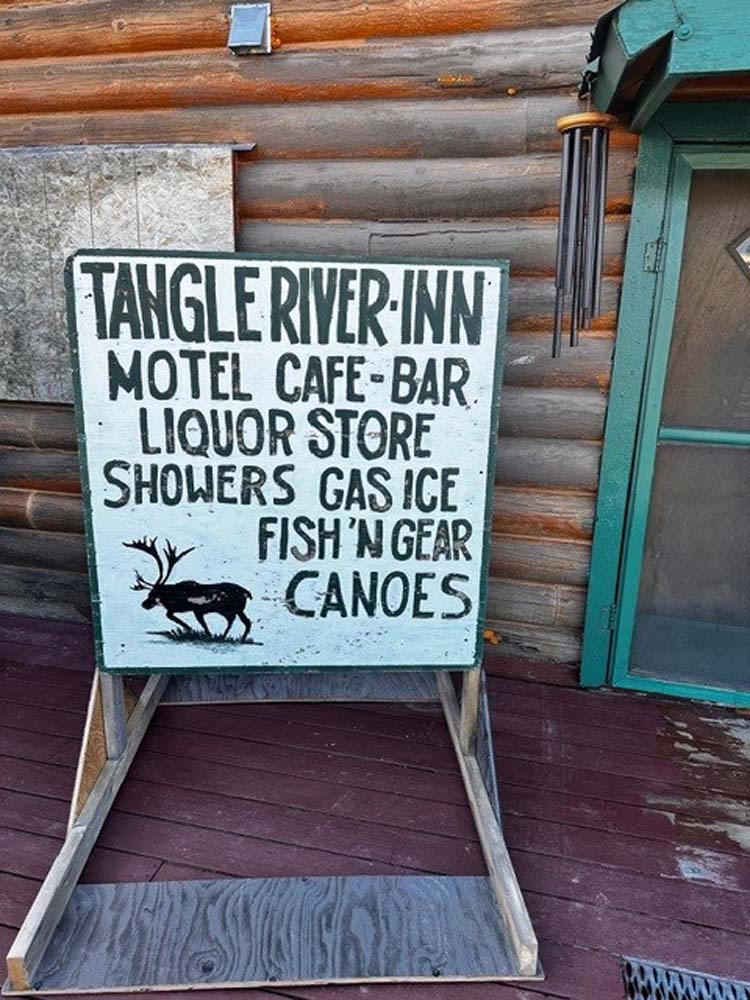 TANGLE RIVER·INN
MOTEL CAFE-BAR
LIQUOR STORE
SHOWERS GAS ICE
FISH 'N GEAR
CANOES